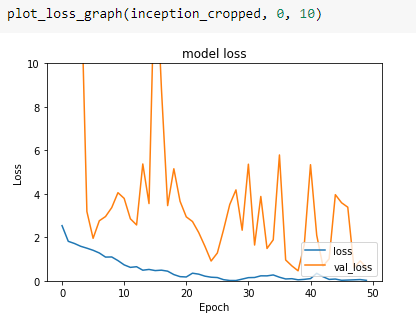 plot_loss_graph(inception_cropped, 0, 10)
model loss
10
8
6
4
2
0
Loss
0
10
20
30
40
50
Epoch
loss
val_loss